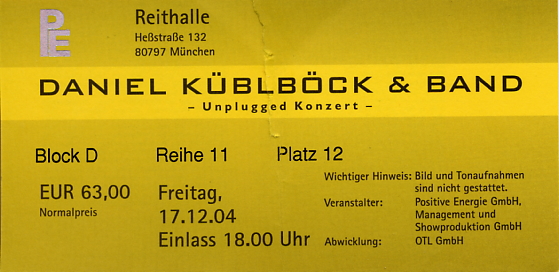 PE
Reithalle
Heßstraße 132
80797 München
DANIEL KÜBLBÖCK & BAND
– Unplugged Konzert –
Block D Reihe 11 Platz 12
EUR 63,00
Normalpreis
Freitag,
17.12.04
Einlass 18.00 Uhr
Wichtiger Hinweis: Bild und Tonaufnahmen
sind nicht gestattet.
Veranstalter: Positive Energie GmbH,
Management und
Showproduktion GmbH
Abwicklung: OTL GmbH